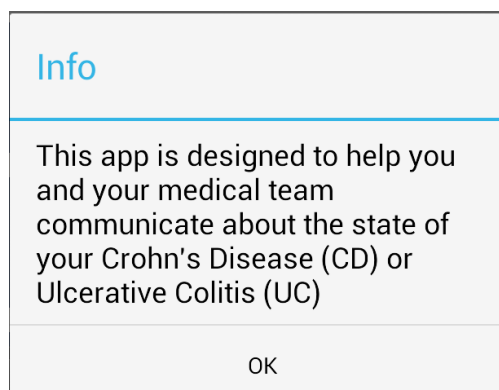 Info
This app is designed to help you
and your medical team
communicate about the state of
your Crohn's Disease (CD) or
Ulcerative Colitis (UC)
OK